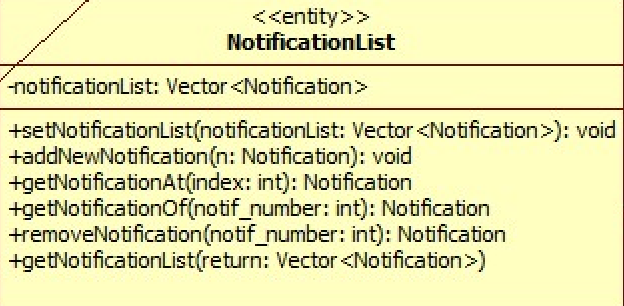 <<entity>>
NotificationList
-notificationList: Vector<Notification>
+setNotificationList(notificationList: Vector<Notification>): void
+addNewNotification(n: Notification): void
+getNotificationAt(index: int): Notification
+getNotificationOf(notif_number: int): Notification
+removeNotification(notif_number: int): Notification
+getNotificationList(return: Vector<Notification>)